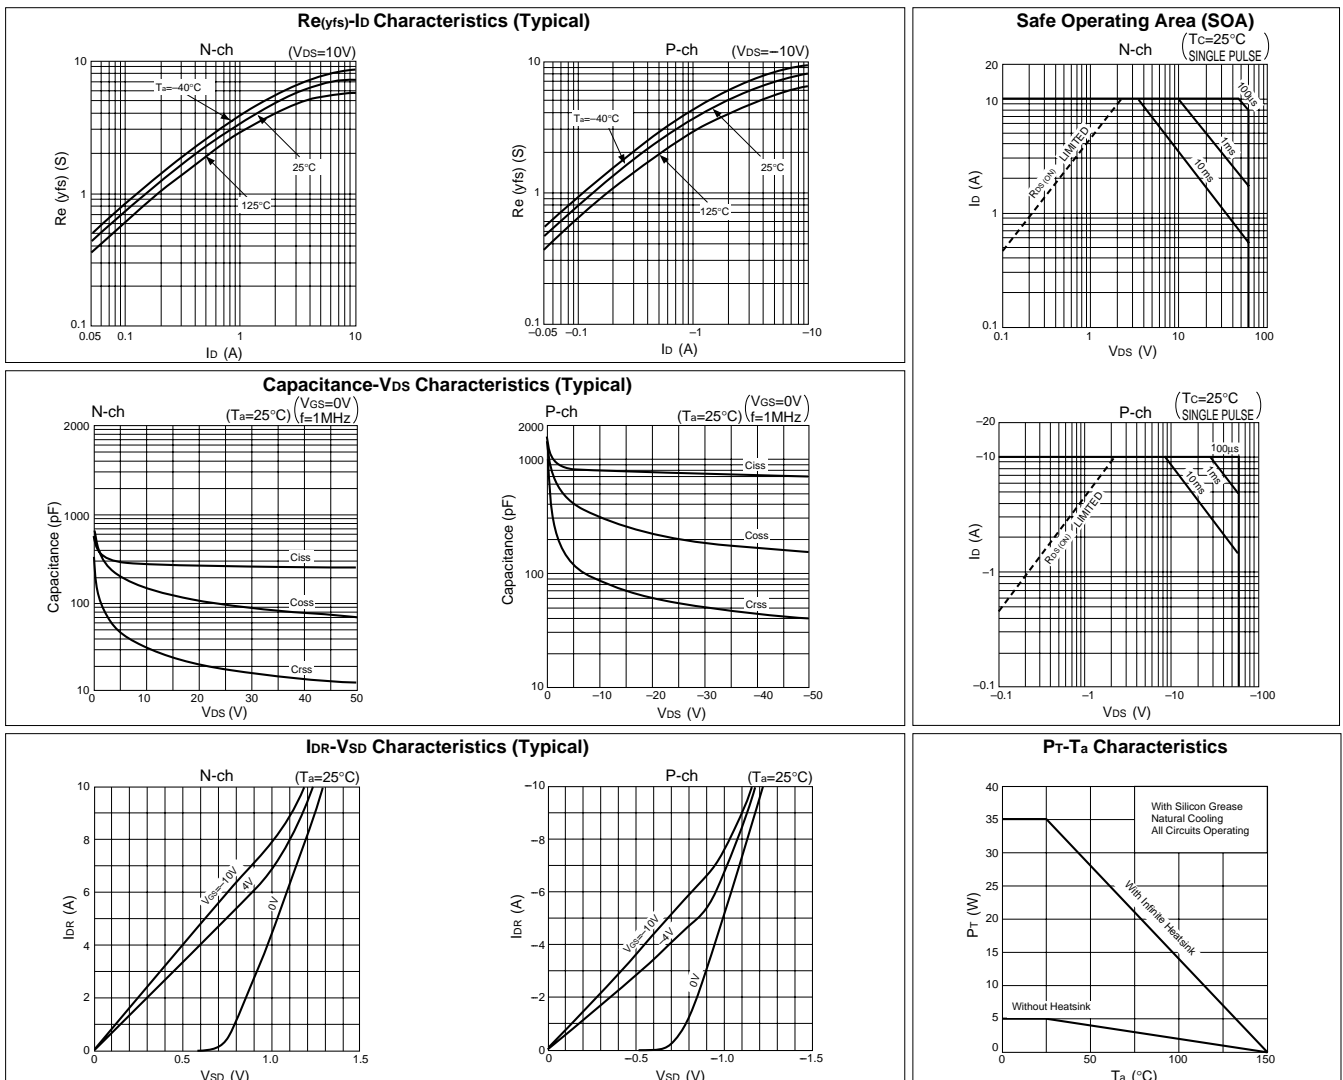 Re(yfs)-ID Characteristics (Typical)
N-ch (VDS=10V)
10
1
0.1
Re (yfs) (S)
Ta=–40°C
25°C
125°C
0.05 0.1 1 10
ID (A)
P-ch (VDS=–10V)
10
1
0.1
Re (yfs) (S)
Ta=–40°C
25°C
125°C
–0.05 –0.1 –1 –10
ID (A)
Safe Operating Area (SOA)
N-ch (TC=25°C SINGLE PULSE)
20
10
1
0.1
ID (A)
RDS (ON) LIMITED
100µs
1ms
10ms
0.1 1 10 100
VDS (V)
P-ch (TC=25°C SINGLE PULSE)
–20
–10
–1
–0.1
ID (A)
RDS (ON) LIMITED
100µs
1ms
10ms
–0.1 –1 –10 –100
VDS (V)
Capacitance-VDS Characteristics (Typical)
N-ch (Ta=25°C) (VGS=0V f=1MHz)
2000
1000
100
10
Capacitance (pF)
Ciss
Coss
Crss
0 10 20 30 40 50
VDS (V)
P-ch (Ta=25°C) (VGS=0V f=1MHz)
2000
1000
100
10
Capacitance (pF)
Ciss
Coss
Crss
0 –10 –20 –30 –40 –50
VDS (V)
IDR-VSD Characteristics (Typical)
N-ch (Ta=25°C)
10
8
6
4
2
0
IDR (A)
VGS=–10V
4V
0V
0 0.5 1.0 1.5
VSD (V)
P-ch (Ta=25°C)
–10
–8
–6
–4
–2
0
IDR (A)
VGS=–10V
–4V
0V
0 –0.5 –1.0 –1.5
VSD (V)
PT-Ta Characteristics
40
35
30
25
20
15
10
5
0
PT (W)
With Silicon Grease
Natural Cooling
All Circuits Operating
With Infinite Heatsink
Without Heatsink
0 50 100 150
Ta (°C)